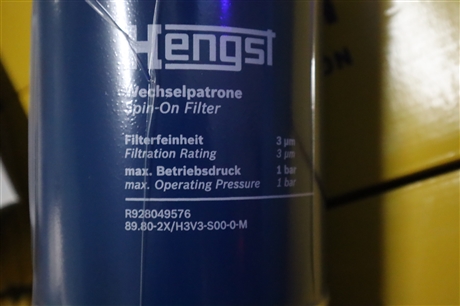 Hengst
Wechselpatrone
Spin-On Filter
Filterfeinheit 3 µm
Filtration Rating 3 µm
max. Betriebsdruck 1 bar
max. Operating Pressure 1 bar
R928049576
89.80-2X/H3V3-S00-0-M
ON